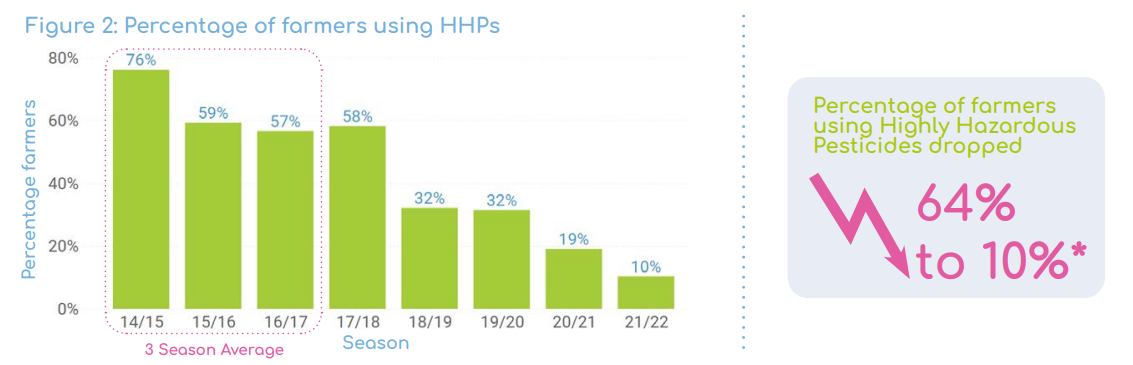 Figure 2: Percentage of farmers using HHPs
Percentage farmers
80%
60%
40%
20%
0%
76%
59%
57%
58%
32%
32%
19%
10%
14/15
15/16
16/17
17/18
18/19
19/20
20/21
21/22
3 Season Average
Season
Percentage of farmers
using Highly Hazardous
Pesticides dropped
64%
to 10%*